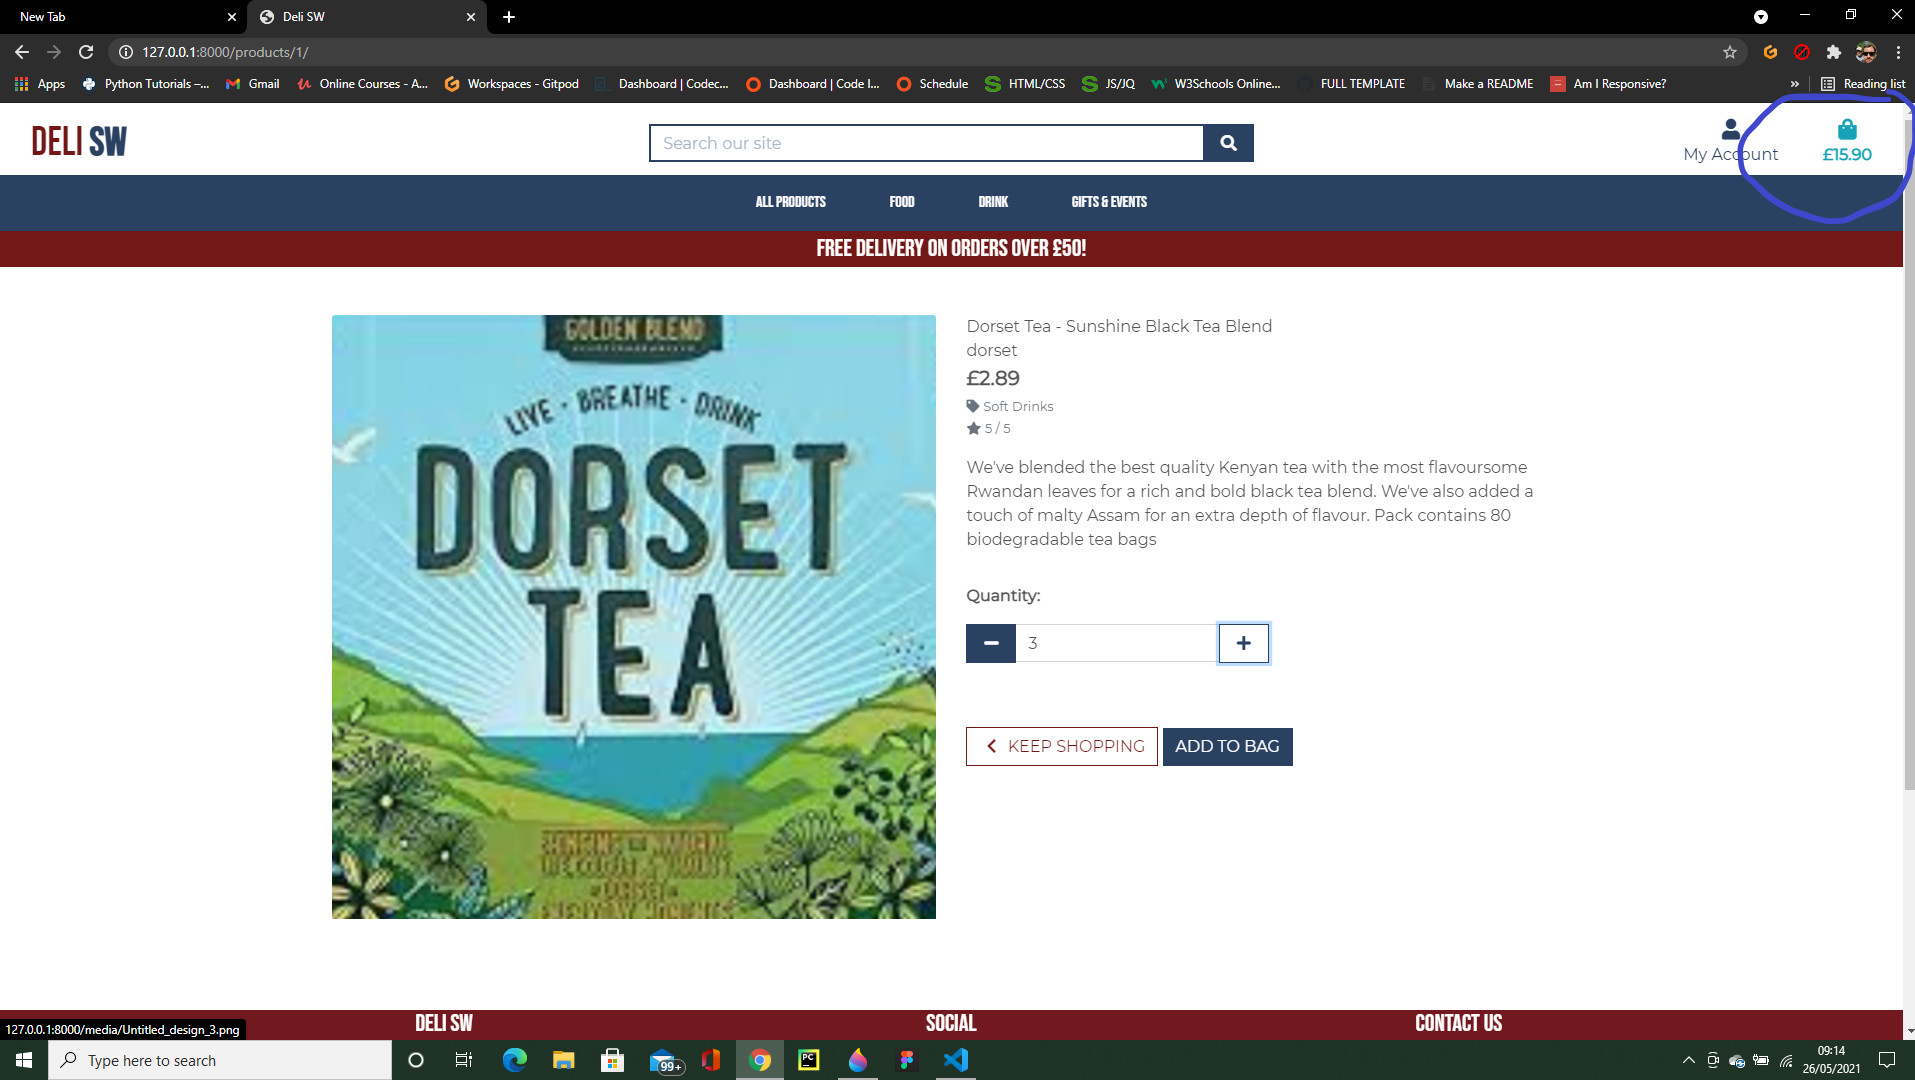 New Tab
Deli SW
127.0.0.1:8000/products/1/
Apps
Python Tutorials –...
Gmail
Online Courses - A...
Workspaces - Gitpod
Dashboard | Codec...
Dashboard | Code I...
Schedule
HTML/CSS
JS/JQ
W3Schools Online...
FULL TEMPLATE
Make a README
Am I Responsive?
»
Reading list
DELI SW
Search our site
My Account
£15.90
ALL PRODUCTS
FOOD
DRINK
GIFTS & EVENTS
FREE DELIVERY ON ORDERS OVER £50!
GOLDEN BLEND
LIVE · BREATHE · DRINK
DORSET
TEA
Dorset Tea - Sunshine Black Tea Blend
dorset
£2.89
Soft Drinks
5 / 5
We've blended the best quality Kenyan tea with the most flavoursome
Rwandan leaves for a rich and bold black tea blend. We've also added a
touch of malty Assam for an extra depth of flavour. Pack contains 80
biodegradable tea bags
Quantity:
3
KEEP SHOPPING
ADD TO BAG
127.0.0.1:8000/media/Untitled_design_3.png
DELI SW
SOCIAL
CONTACT US
Type here to search
99+
PC
09:14
26/05/2021